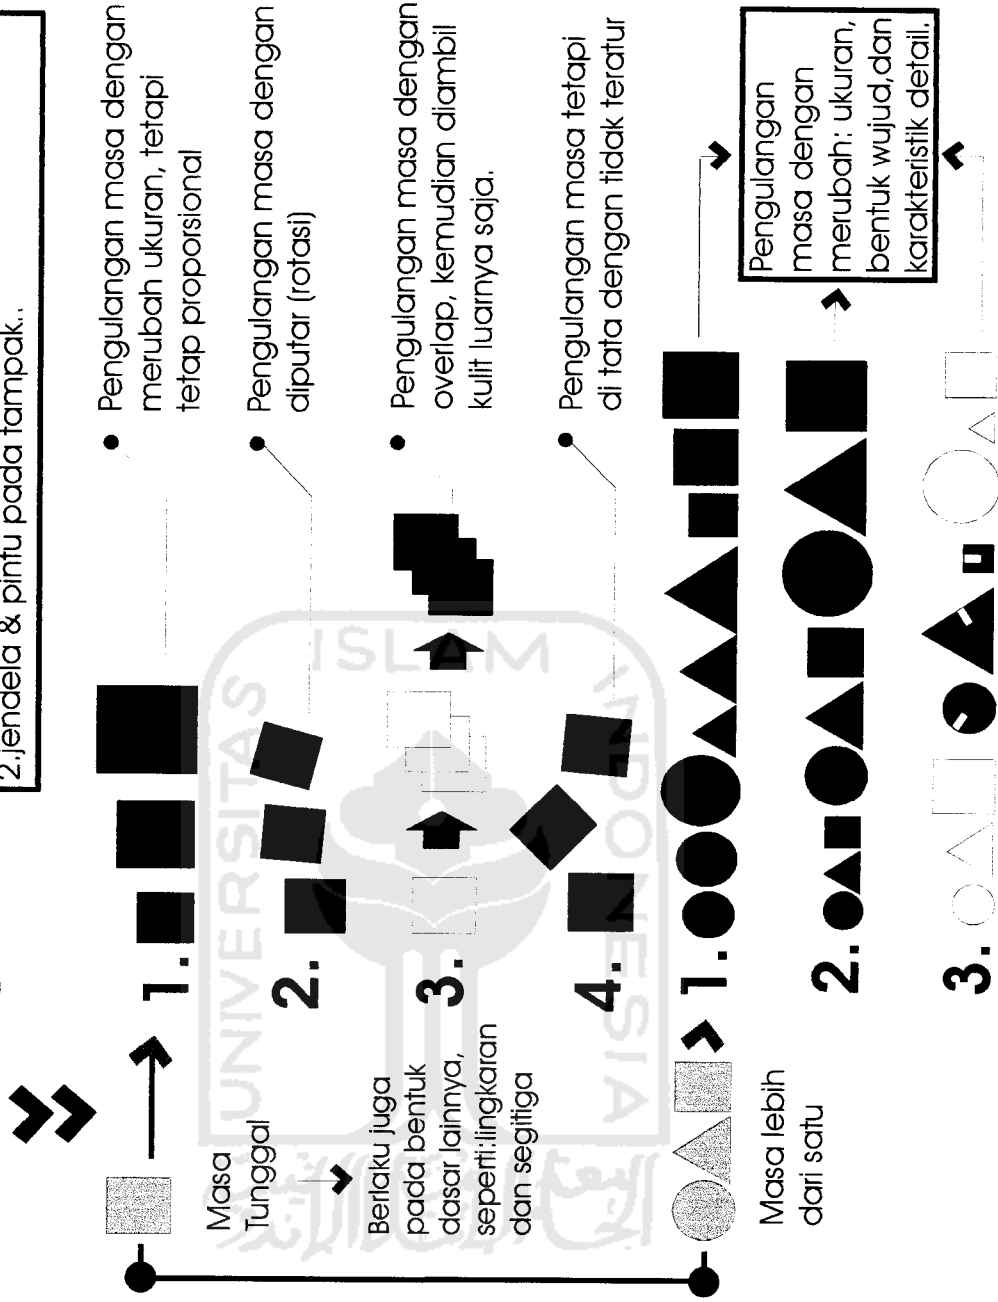 2.jendela & pintu pada tampak..
Masa
Tunggal
Berlaku juga
pada bentuk
dasar lainnya,
seperti:lingkaran
dan segitiga
1.
Pengulangan masa dengan
merubah ukuran, tetapi
tetap proporsional
2.
Pengulangan masa dengan
diputar (rotasi)
3.
Pengulangan masa dengan
overlap, kemudian diambil
kulit luarnya saja.
4.
Pengulangan masa tetapi
di tata dengan tidak teratur
Masa lebih
dari satu
1.
2.
3.
Pengulangan
masa dengan
merubah: ukuran,
bentuk wujud,dan
karakteristik detail.
UNIVERSITAS
ISLAM
INDONESIA